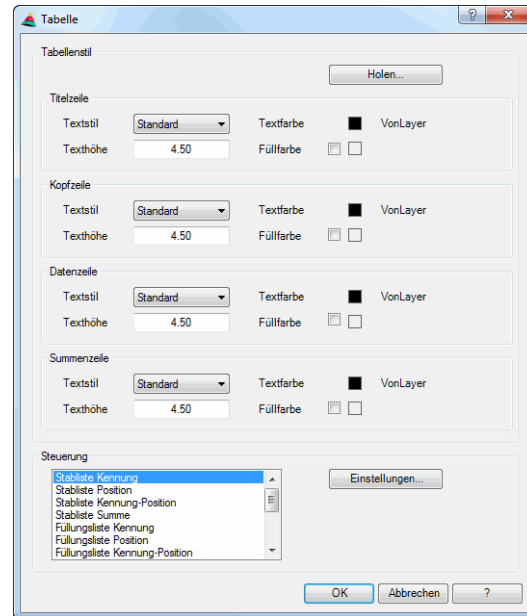 Tabelle
?
Tabellenstil
Holen...
Titelzeile
Textstil Standard Textfarbe VonLayer
Texthöhe 4.50 Füllfarbe
Kopfzeile
Textstil Standard Textfarbe VonLayer
Texthöhe 4.50 Füllfarbe
Datenzeile
Textstil Standard Textfarbe VonLayer
Texthöhe 4.50 Füllfarbe
Summenzeile
Textstil Standard Textfarbe VonLayer
Texthöhe 4.50 Füllfarbe
Steuerung
Stabliste Kennung
Einstellungen...
Stabliste Position
Stabliste Kennung-Position
Stabliste Summe
Füllungsliste Kennung
Füllungsliste Position
Füllungsliste Kennung-Position
OK Abbrechen ?